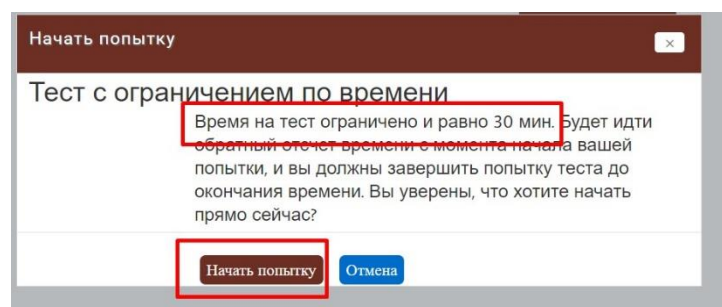 Начать попытку
×
Тест с ограничением по времени
Время на тест ограничено и равно 30 мин. Будет идти
обратный отсчет времени с момента начала вашей
попытки, и вы должны завершить попытку теста до
окончания времени. Вы уверены, что хотите начать
прямо сейчас?
Начать попытку Отмена